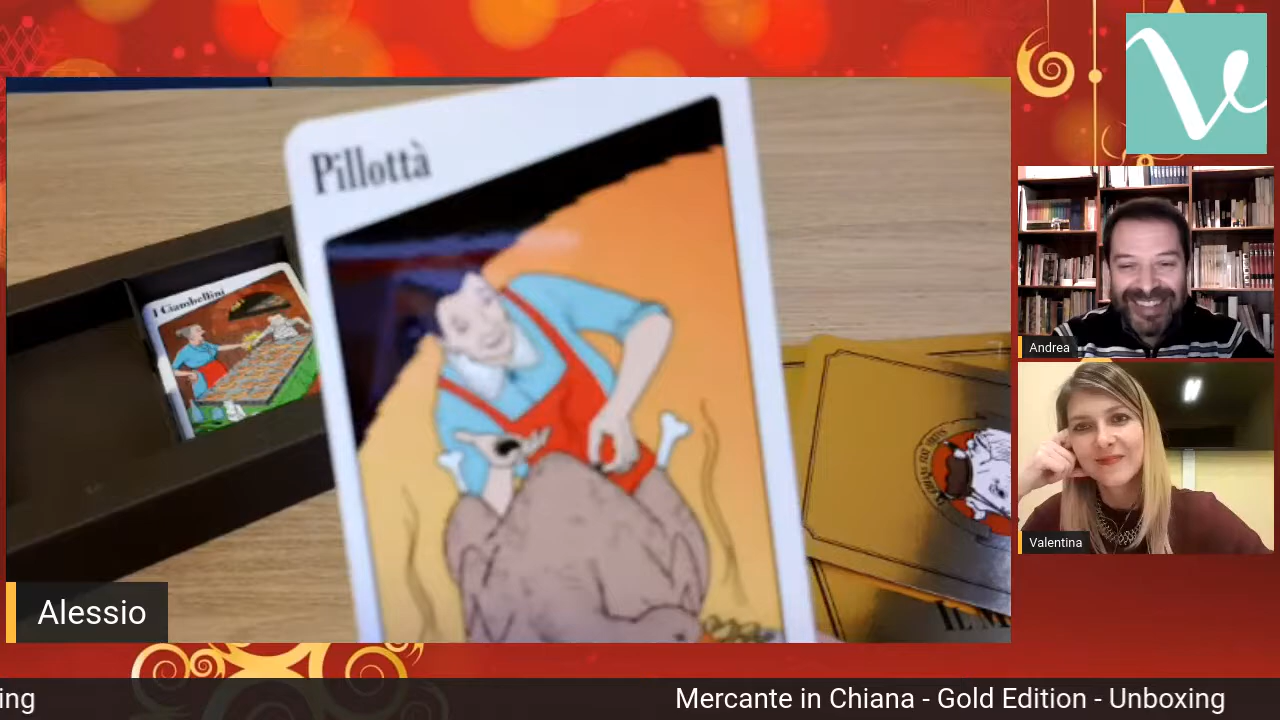 Pillottà
I Ciambellini
Andrea
Valentina
Alessio
ing
Mercante in Chiana - Gold Edition - Unboxing